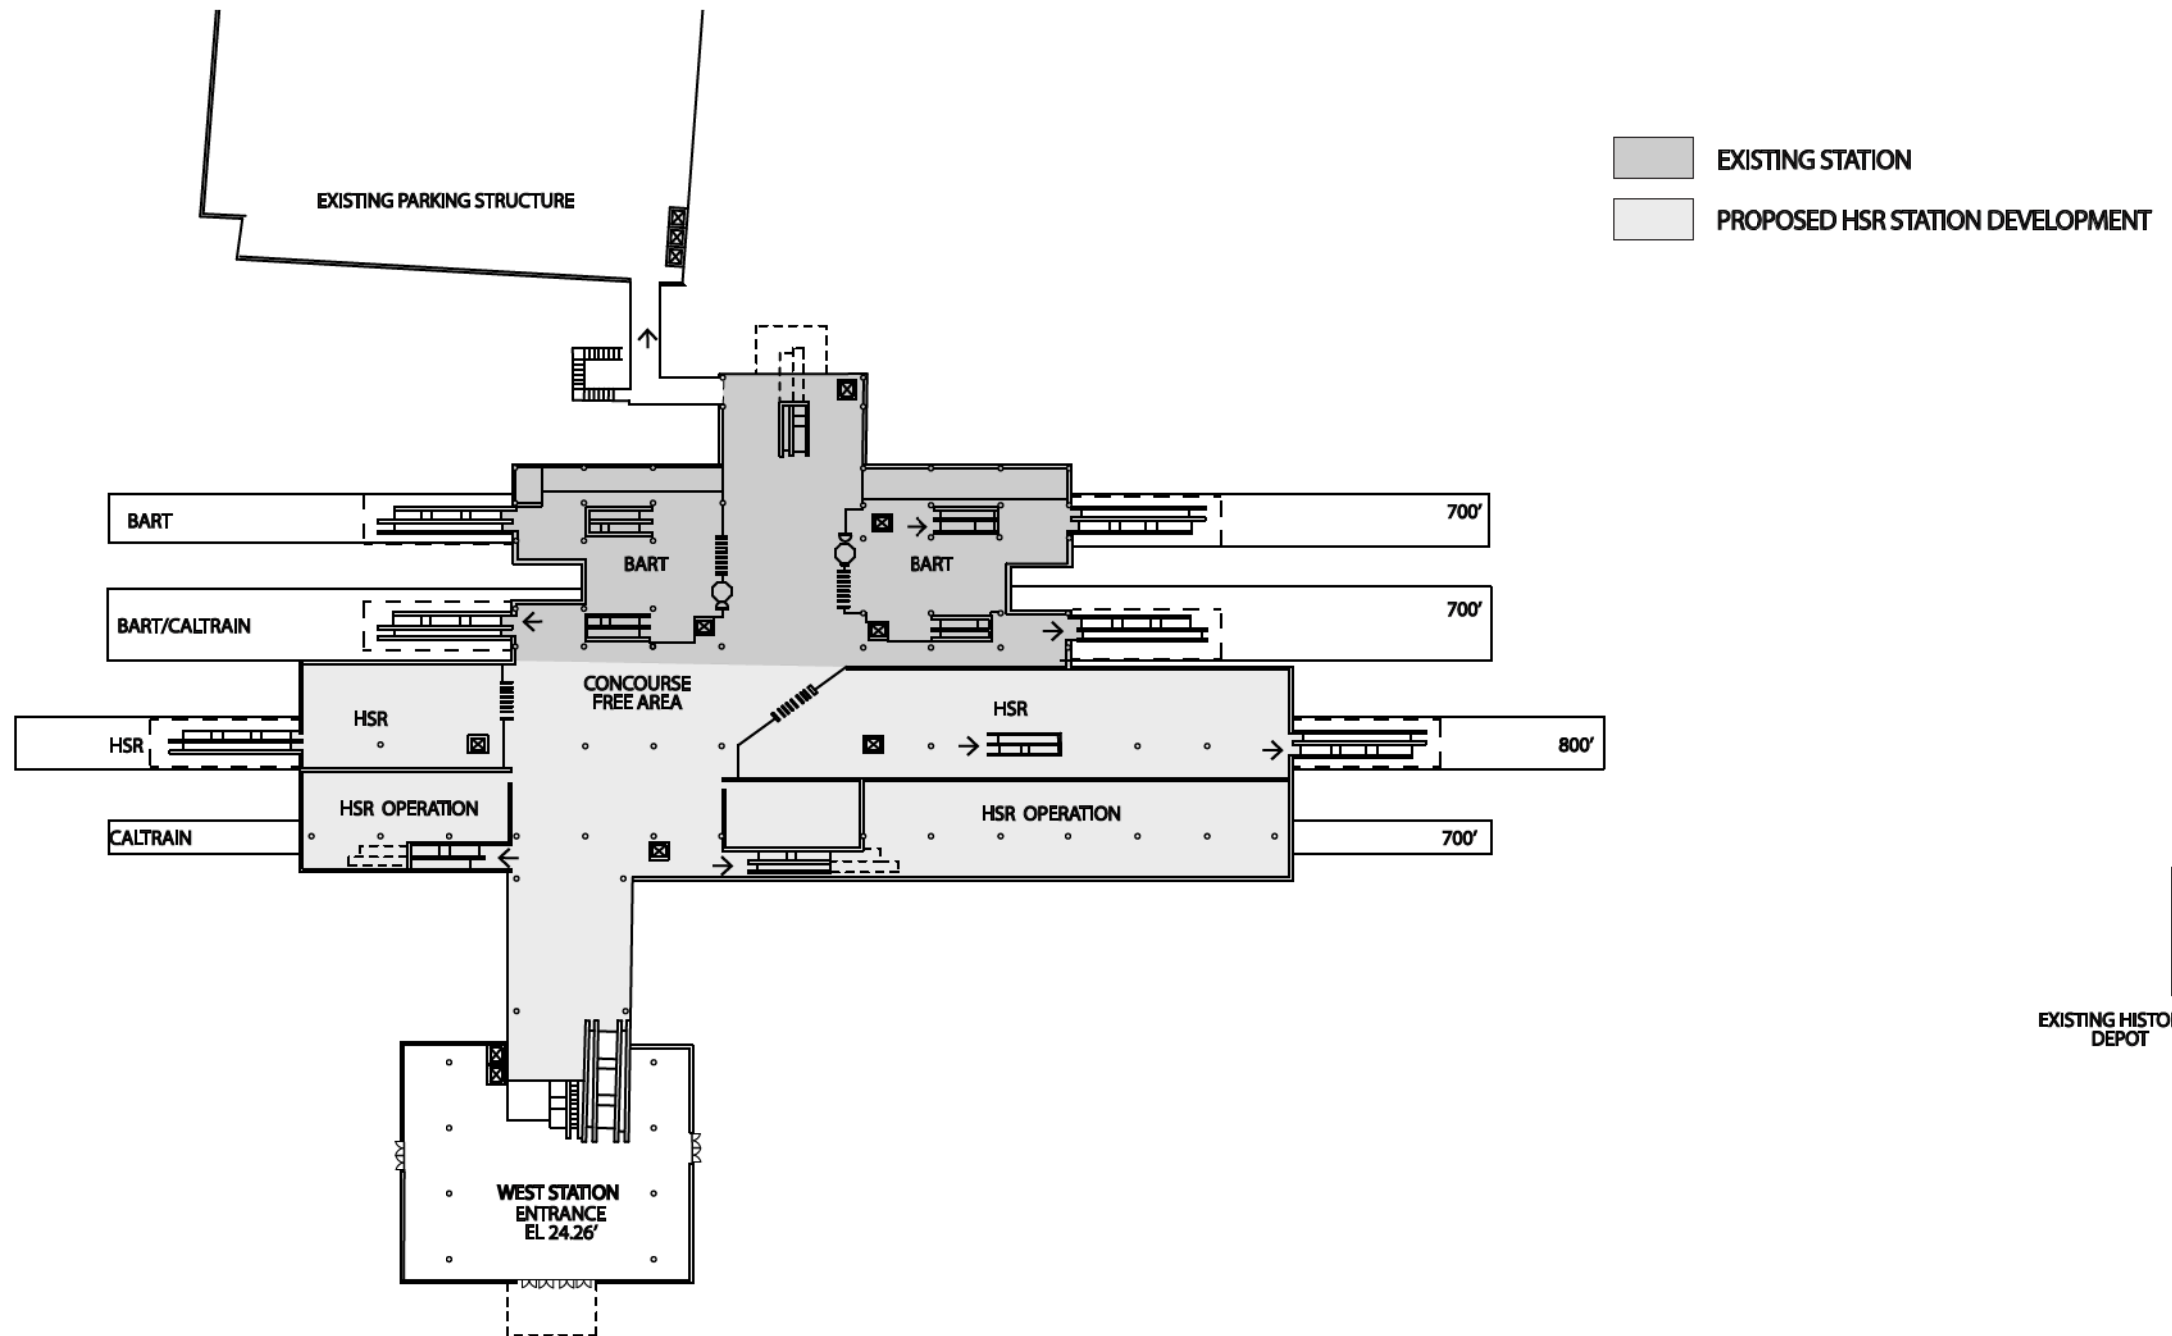 EXISTING PARKING STRUCTURE
EXISTING STATION
PROPOSED HSR STATION DEVELOPMENT
BART
700’
BART
BART
BART/CALTRAIN
700’
CONCOURSE
FREE AREA
HSR
HSR
HSR
800’
HSR OPERATION
HSR OPERATION
CALTRAIN
700’
EXISTING
DEPOT
WEST STATION
ENTRANCE
EL 24.26’